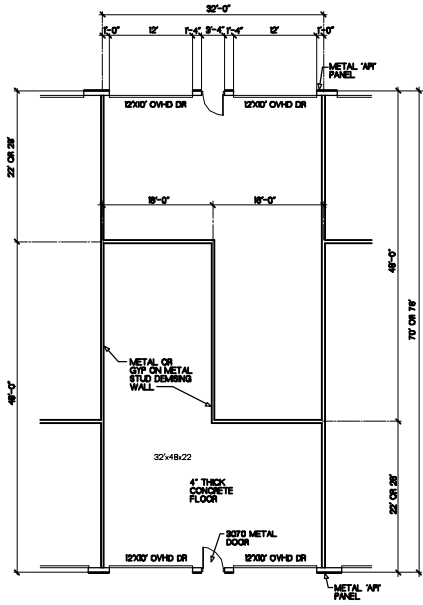 32'-0"
1'-0" 12' 1'-4" 3'-4" 1'-4" 12' 1'-0"
METAL "AP1"
PANEL
12'X10' OVHD DR 12'X10' OVHD DR
22' OR 28'
16'-0" 16'-0"
48'-0"
70' OR 76'
METAL OR
GYP ON METAL
STUD DEMISING
WALL
48'-0"
32'x48x22
4" THICK
CONCRETE
FLOOR
22' OR 28'
3070 METAL
DOOR
12'X10' OVHD DR 12'X10' OVHD DR
METAL "AP1"
PANEL